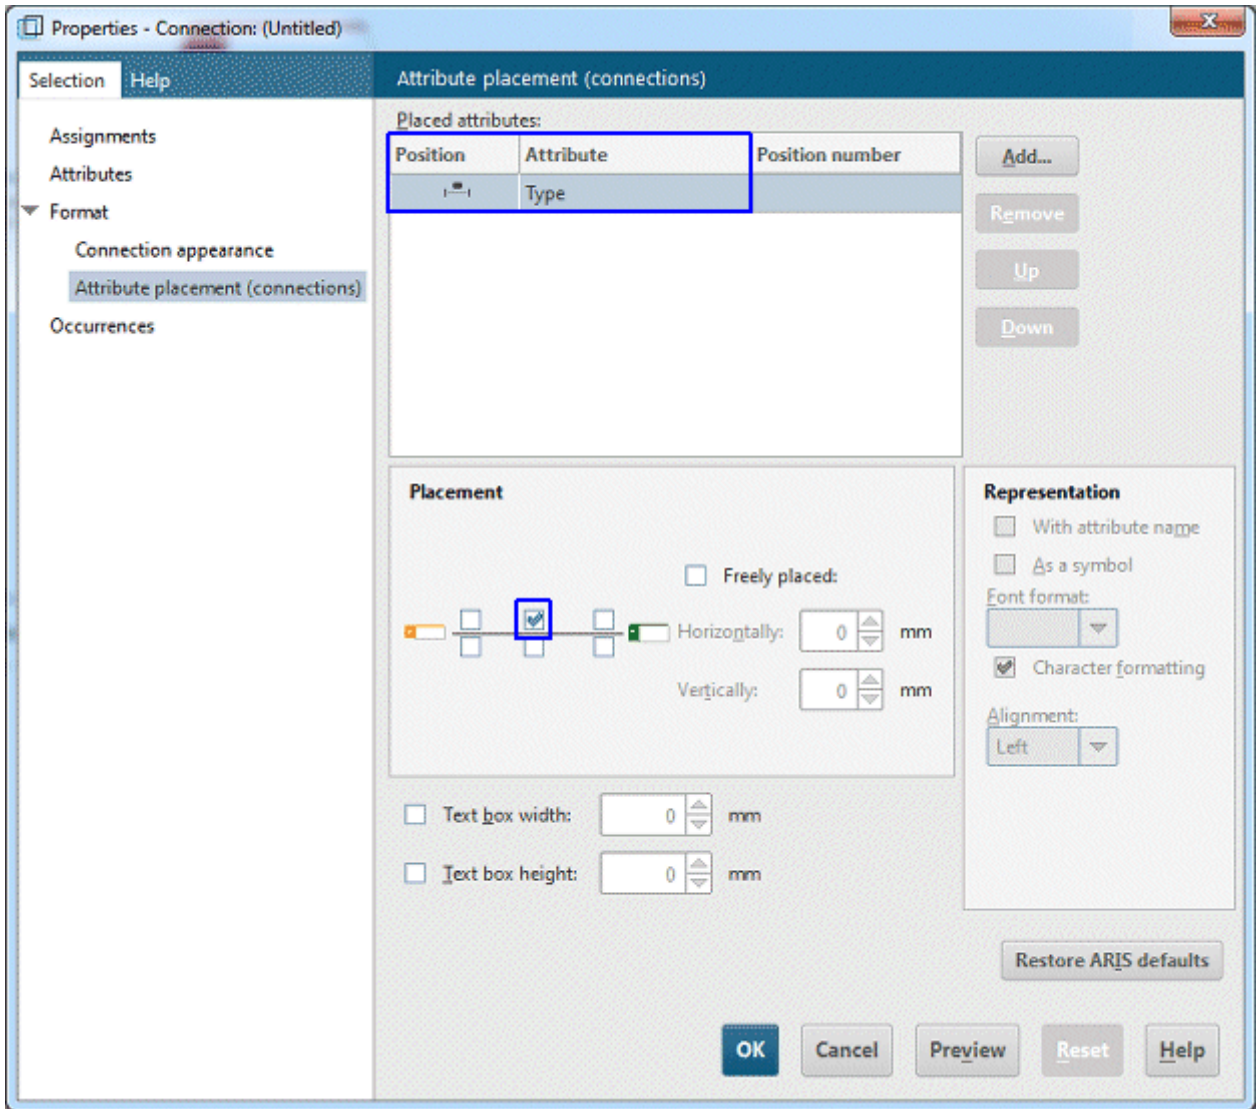 Properties - Connection: (Untitled)
Selection Help
Attribute placement (connections)
Assignments
Attributes
Format
Connection appearance
Attribute placement (connections)
Occurrences
Placed attributes:
Position Attribute Position number
Type
Add...
Remove
Up
Down
Placement
Freely placed:
Horizontally: 0 mm
Vertically: 0 mm
Representation
With attribute name
As a symbol
Font format:
Character formatting
Alignment:
Left
Text box width: 0 mm
Text box height: 0 mm
Restore ARIS defaults
OK Cancel Preview Reset Help